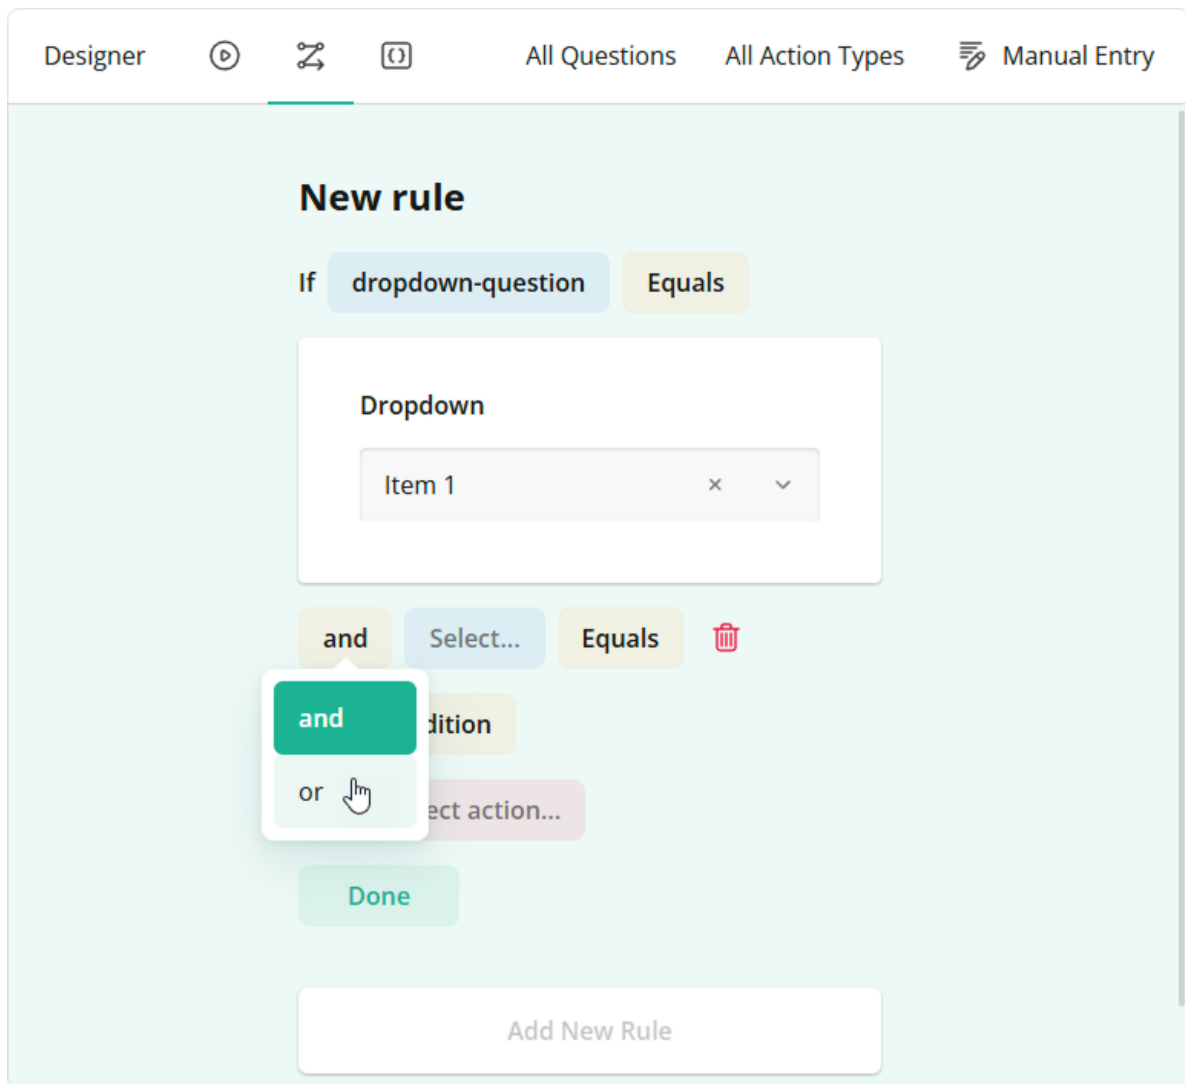 Designer All Questions All Action Types Manual Entry
New rule
If dropdown-question Equals
Dropdown
Item 1
and Select... Equals
and
dition
or
ect action...
Done
Add New Rule